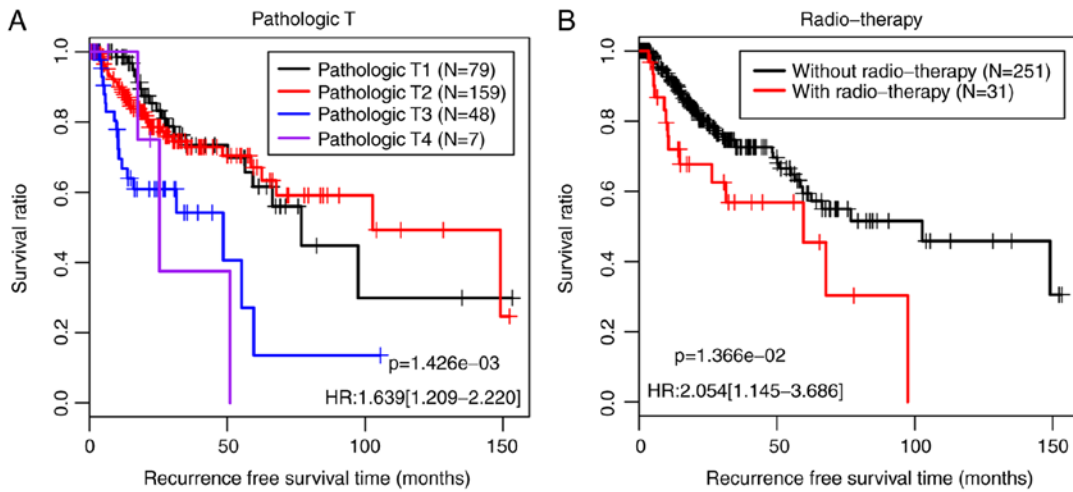 A
Pathologic T
Survival ratio
1.0
0.8
0.6
0.4
0.2
0.0
Pathologic T1 (N=79)
Pathologic T2 (N=159)
Pathologic T3 (N=48)
Pathologic T4 (N=7)
p=1.426e−03
HR:1.639[1.209−2.220]
0
50
100
150
Recurrence free survival time (months)
B
Radio−therapy
Survival ratio
1.0
0.8
0.6
0.4
0.2
0.0
Without radio−therapy (N=251)
With radio−therapy (N=31)
p=1.366e−02
HR:2.054[1.145−3.686]
0
50
100
150
Recurrence free survival time (months)